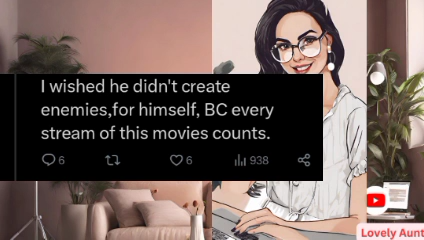 I wished he didn't create
enemies,for himself, BC every
stream of this movies counts.
6 6 938
Lovely Aunt